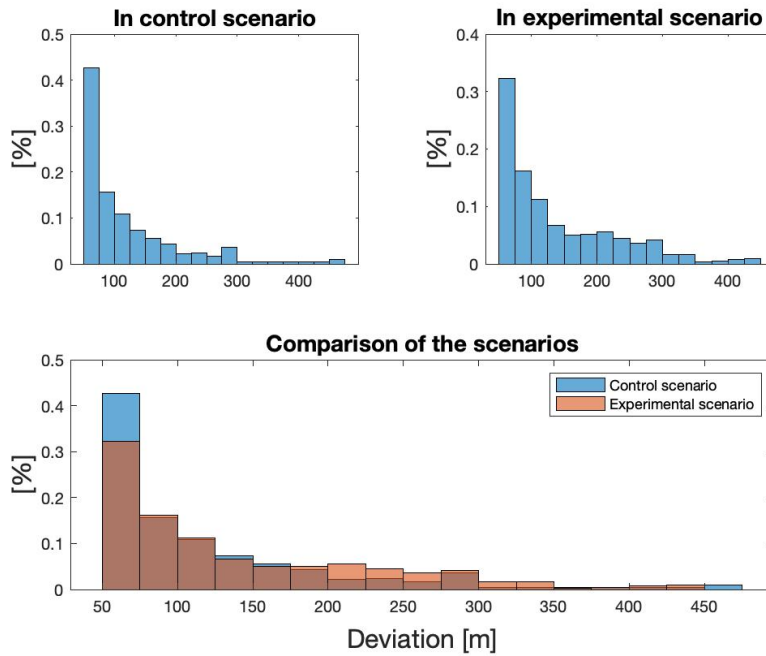 In control scenario
[%]
0.5
0.4
0.3
0.2
0.1
0
100 200 300 400
In experimental scenario
[%]
0.4
0.3
0.2
0.1
0
100 200 300 400
Comparison of the scenarios
[%]
0.5
0.4
0.3
0.2
0.1
0
Control scenario
Experimental scenario
50 100 150 200 250 300 350 400 450
Deviation [m]